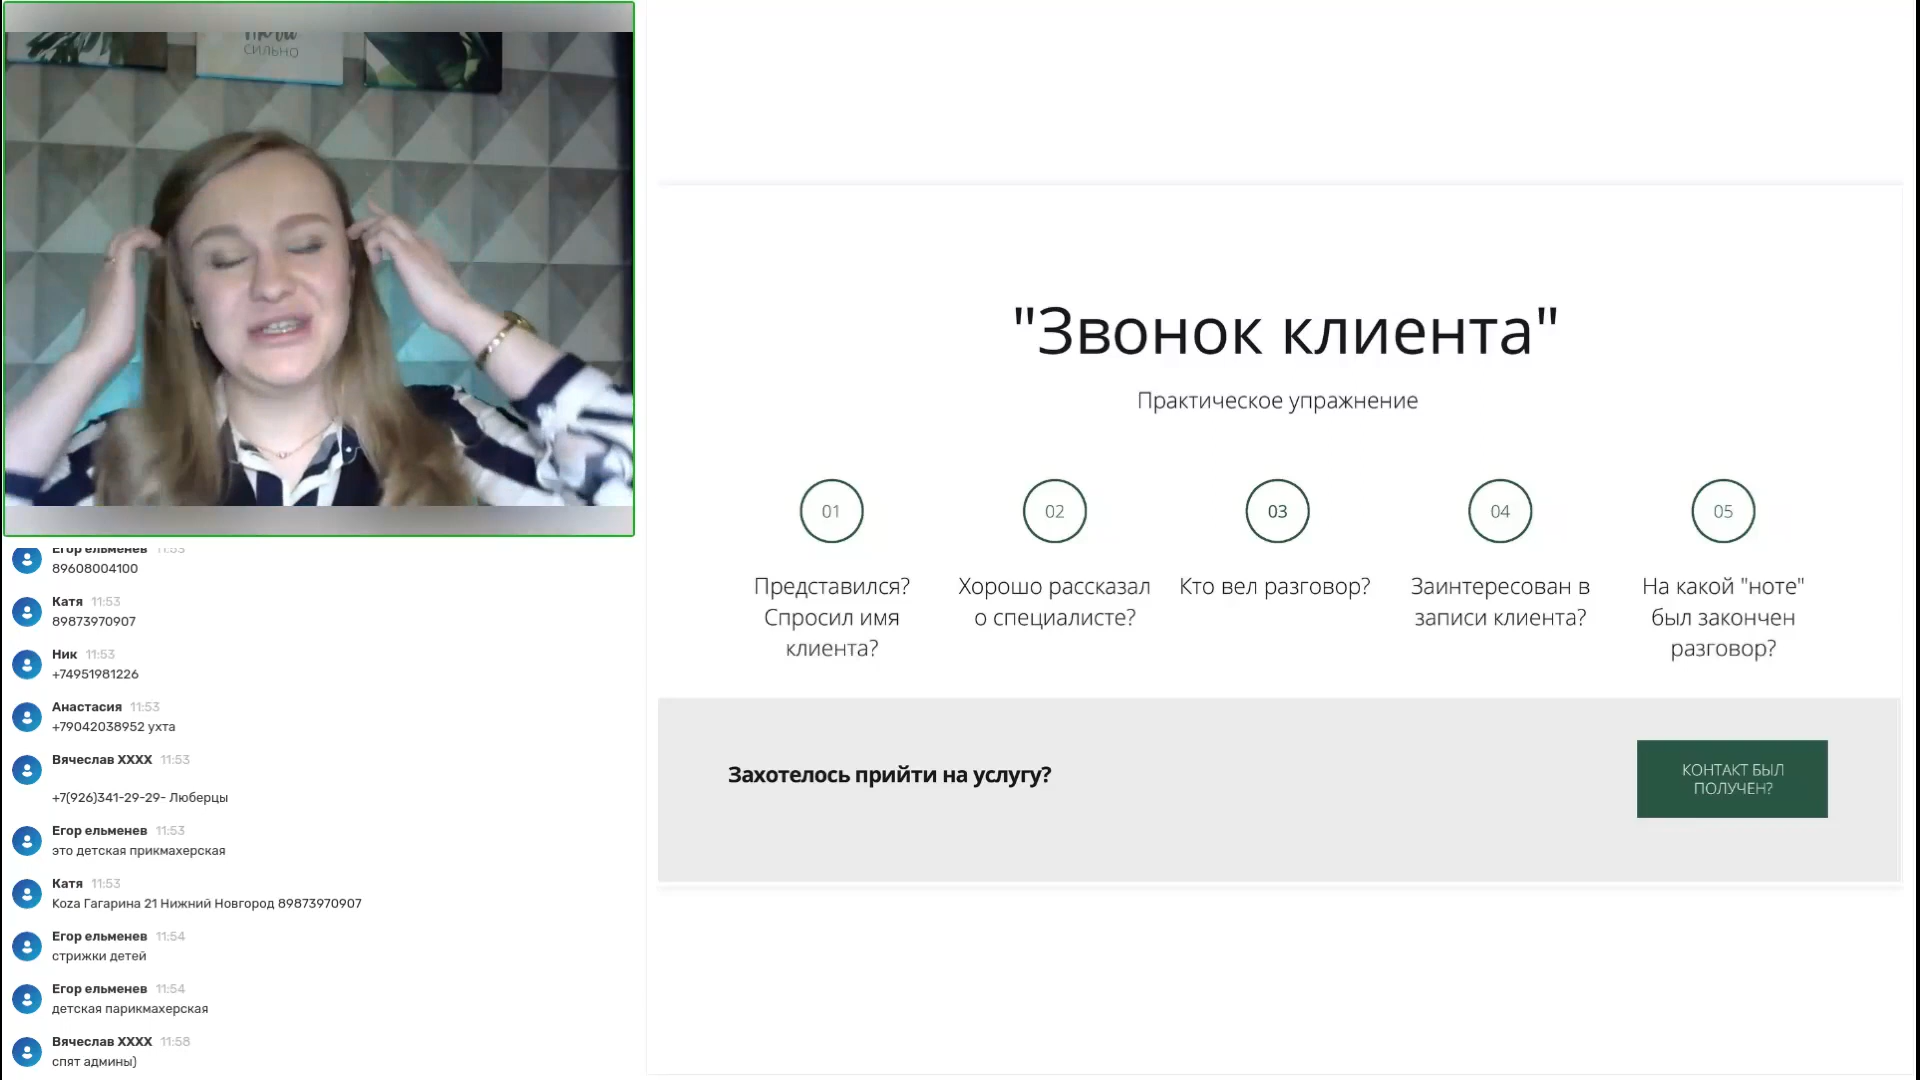 СИЛЬНО
Егор ельменев 11:53
89608004100
Катя 11:53
89873970907
Ник 11:53
+74951981226
Анастасия 11:53
+79042038952 ухта
Вячеслав XXXX 11:53
+7(926)341-29-29- Люберцы
Егор ельменев 11:53
это детская прикмахерская
Катя 11:53
Koza Гагарина 21 Нижний Новгород 89873970907
Егор ельменев 11:54
стрижки детей
Егор ельменев 11:54
детская парикмахерская
Вячеслав XXXX 11:58
спят админы)
"Звонок клиента"
Практическое упражнение
01
Представился?
Спросил имя
клиента?
02
Хорошо рассказал
о специалисте?
03
Кто вел разговор?
04
Заинтересован в
записи клиента?
05
На какой "ноте"
был закончен
разговор?
Захотелось прийти на услугу?
КОНТАКТ БЫЛ
ПОЛУЧЕН?